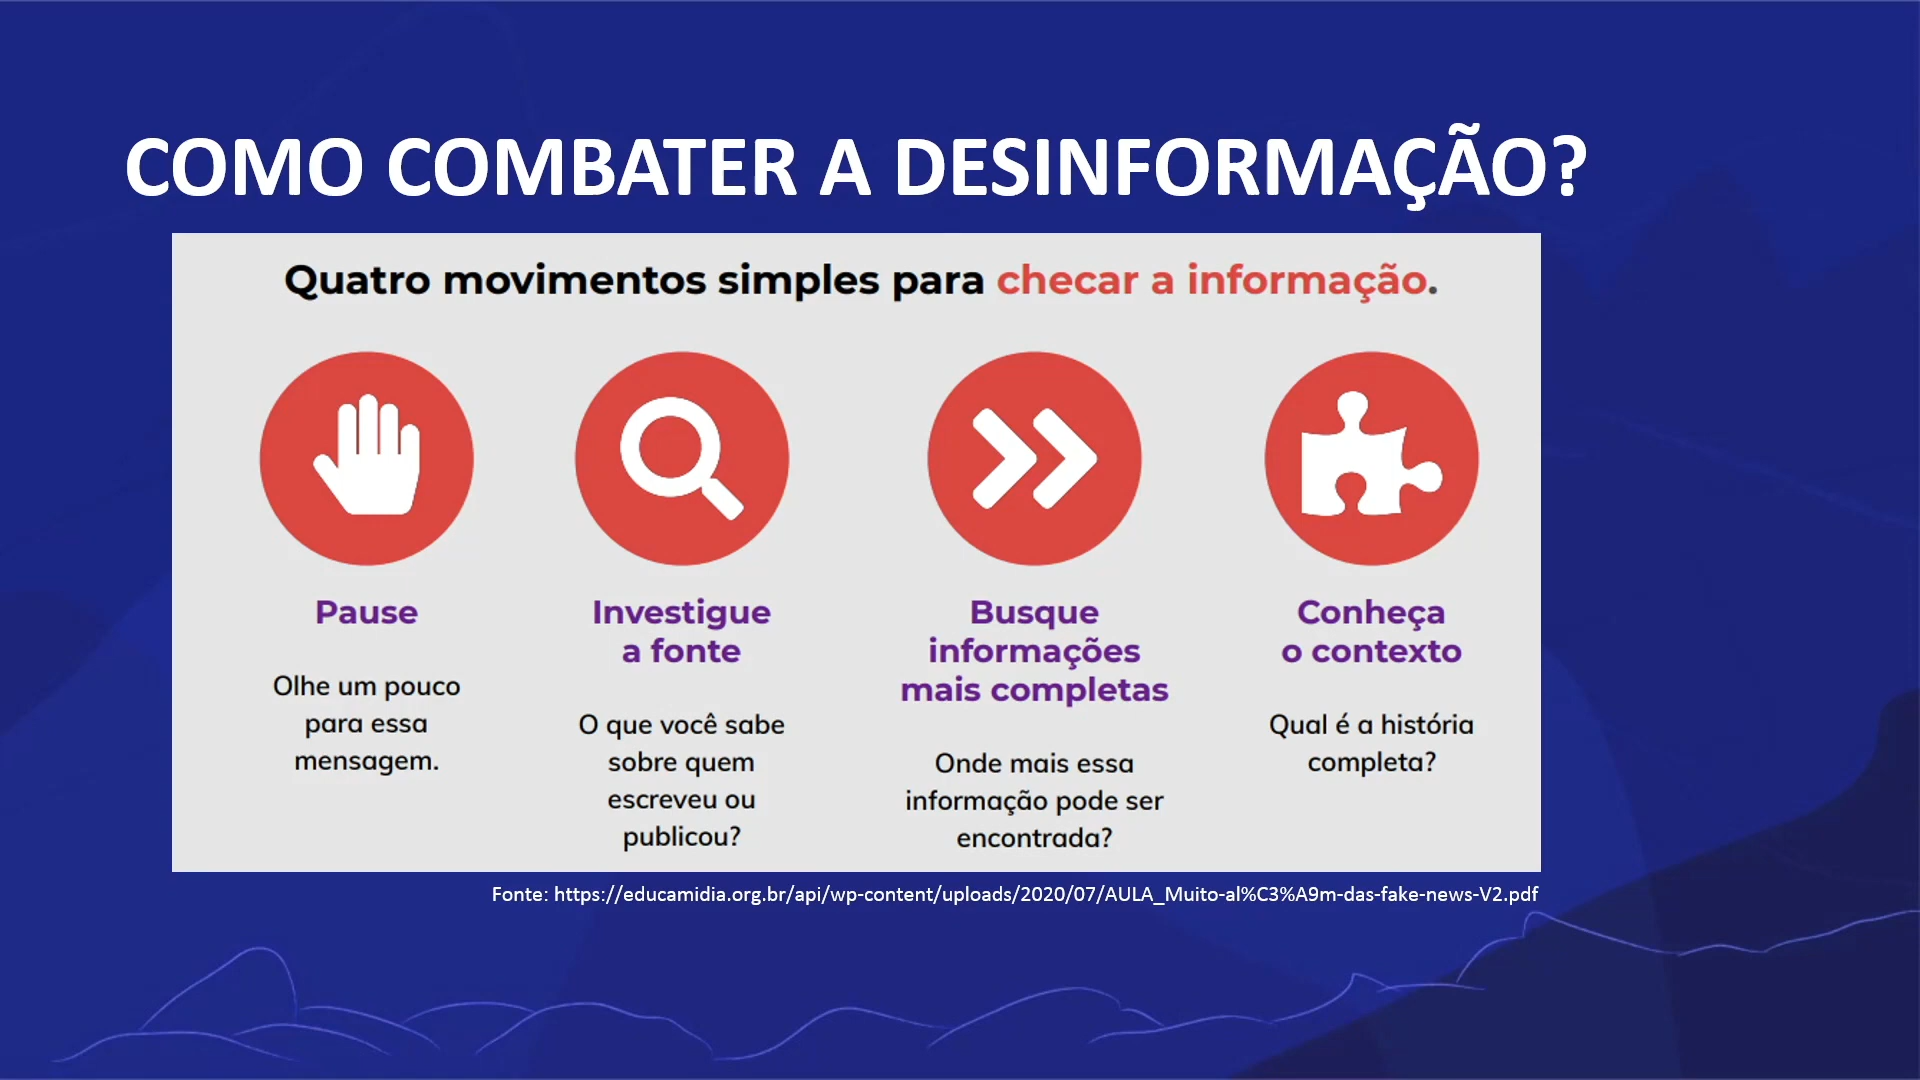 COMO COMBATER A DESINFORMAÇÃO?
Quatro movimentos simples para checar a informação.
Pause
Olhe um pouco
para essa
mensagem.
Investigue
a fonte
O que você sabe
sobre quem
escreveu ou
publicou?
Busque
informações
mais completas
Onde mais essa
informação pode ser
encontrada?
Conheça
o contexto
Qual é a história
completa?
Fonte: https://educamidia.org.br/api/wp-content/uploads/2020/07/AULA_Muito-al%C3%A9m-das-fake-news-V2.pdf